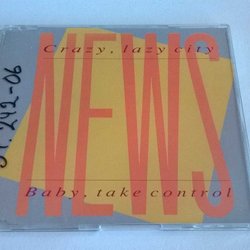 Crazy, lazy city
NEWS
Baby, take control